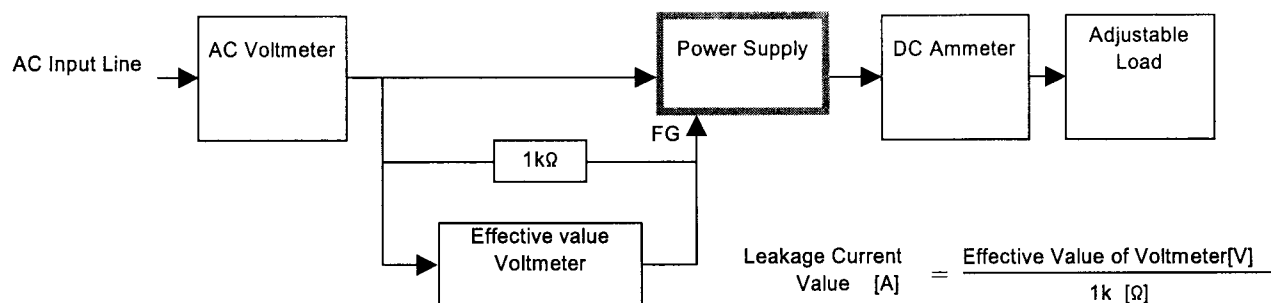 AC Input Line
AC Voltmeter
Power Supply
DC Ammeter
Adjustable
Load
FG
1kΩ
Effective value
Voltmeter
Leakage Current
Value [A]
= Effective Value of Voltmeter[V]
1k [Ω]